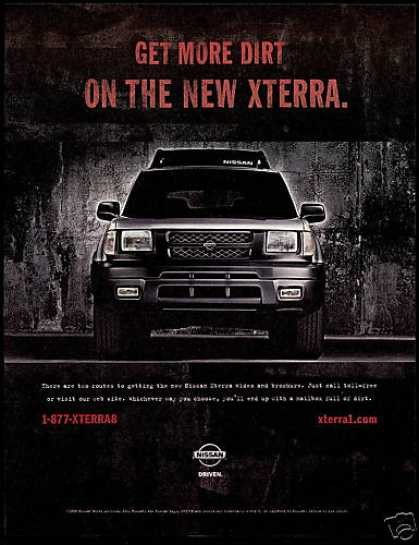 GET MORE DIRT
ON THE NEW XTERRA.
NISSAN
There are two routes to getting the new Nissan Xterra video and brochure. Just call toll-free
or visit our web site. Whichever way you choose, you'll end up with a mailbox full of dirt.
1-877-XTERRA8
xterra1.com
NISSAN
DRIVEN.